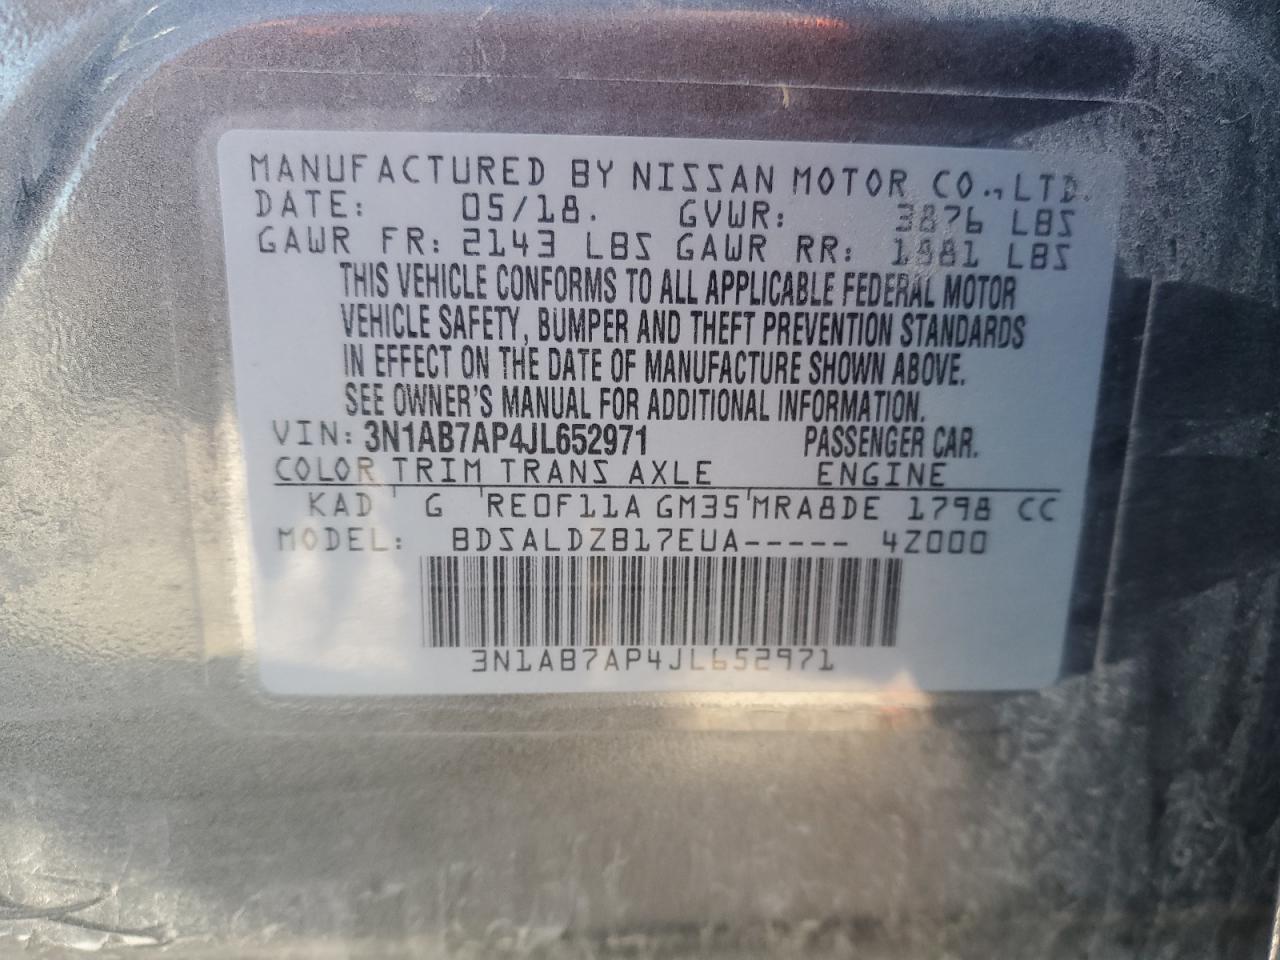 MANUFACTURED BY NISSAN MOTOR CO., LTD.
DATE: 05/18. GVWR: 3876 LBS
GAWR FR: 2143 LBS GAWR RR: 1981 LBS
THIS VEHICLE CONFORMS TO ALL APPLICABLE FEDERAL MOTOR
VEHICLE SAFETY, BUMPER AND THEFT PREVENTION STANDARDS
IN EFFECT ON THE DATE OF MANUFACTURE SHOWN ABOVE.
SEE OWNER'S MANUAL FOR ADDITIONAL INFORMATION.
VIN: 3N1AB7AP4JL652971 PASSENGER CAR.
COLOR TRIM TRANS AXLE ENGINE
KAD ' G 'RE0F11A GM35'MRA8DE 1798 CC
MODEL: BDSALDZB17EUA----- 4Z000
3N1AB7AP4JL652971